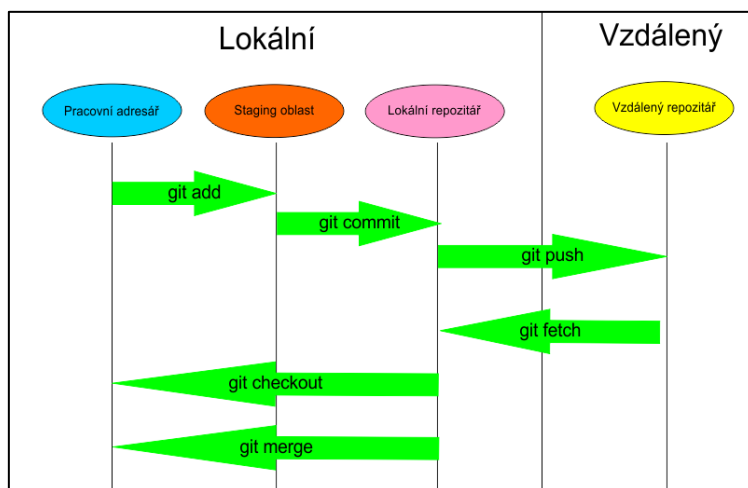 Lokální
Vzdálený
Pracovní adresář
Staging oblast
Lokální repozitář
Vzdálený repozitář
git add
git commit
git push
git fetch
git checkout
git merge